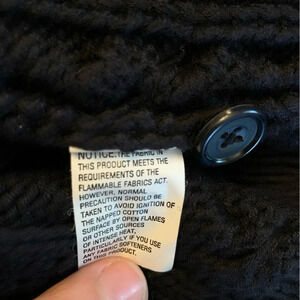 NOTICE: THE FABRIC IN
THIS PRODUCT MEETS THE
REQUIREMENTS OF THE
FLAMMABLE FABRICS ACT.
HOWEVER, NORMAL
PRECAUTION SHOULD BE
TAKEN TO AVOID IGNITION OF
THE NAPPED COTTON
SURFACE BY OPEN FLAMES
OR OTHER SOURCES
OF INTENSE HEAT,
PARTICULARLY IF YOU USE
ANY FABRIC SOFTENERS
ON THIS PRODUCT.